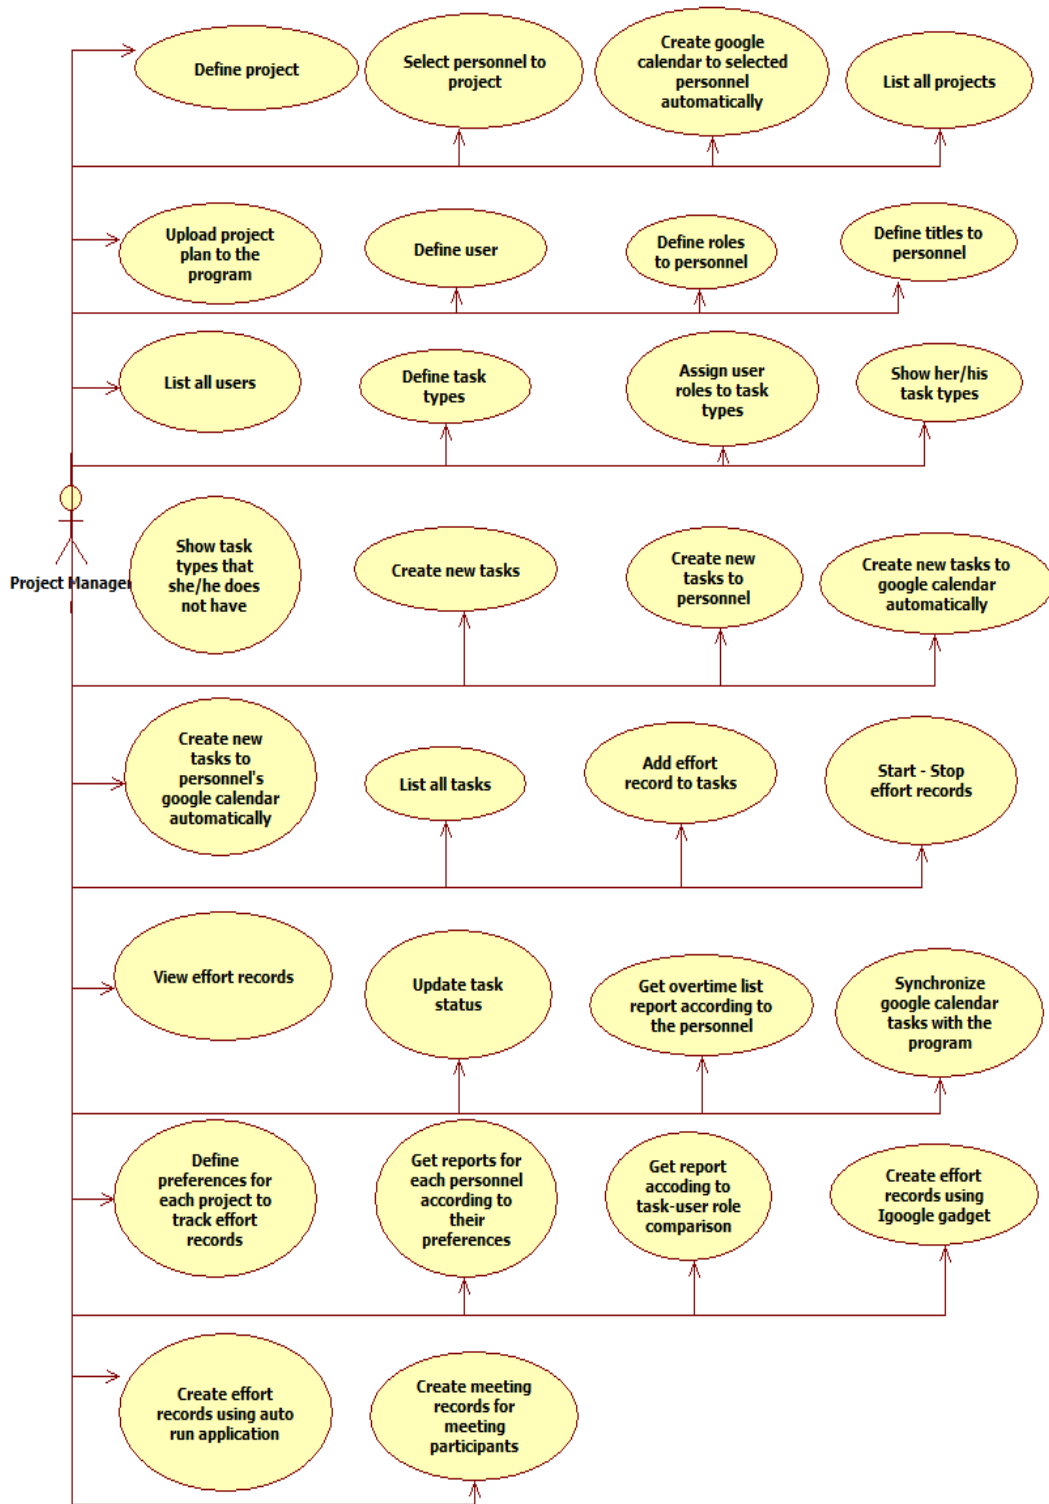 Define project
Select personnel to
project
Create google
calendar to selected
personnel
automatically
List all projects
Upload project
plan to the
program
Define user
Define roles
to personnel
Define titles to
personnel
List all users
Define task
types
Assign user
roles to task
types
Show her/his
task types
Project Manager
Show task
types that
she/he does
not have
Create new tasks
Create new
tasks to
personnel
Create new tasks to
google calendar
automatically
Create new
tasks to
personnel's
google calendar
automatically
List all tasks
Add effort
record to tasks
Start - Stop
effort records
View effort records
Update task
status
Get overtime list
report according to
the personnel
Synchronize
google calendar
tasks with the
program
Define
preferences for
each project to
track effort
records
Get reports for
each personnel
according to
their
preferences
Get report
accoding to
task-user role
comparison
Create effort
records using
Igoogle gadget
Create effort
records using auto
run application
Create meeting
records for
meeting
participants